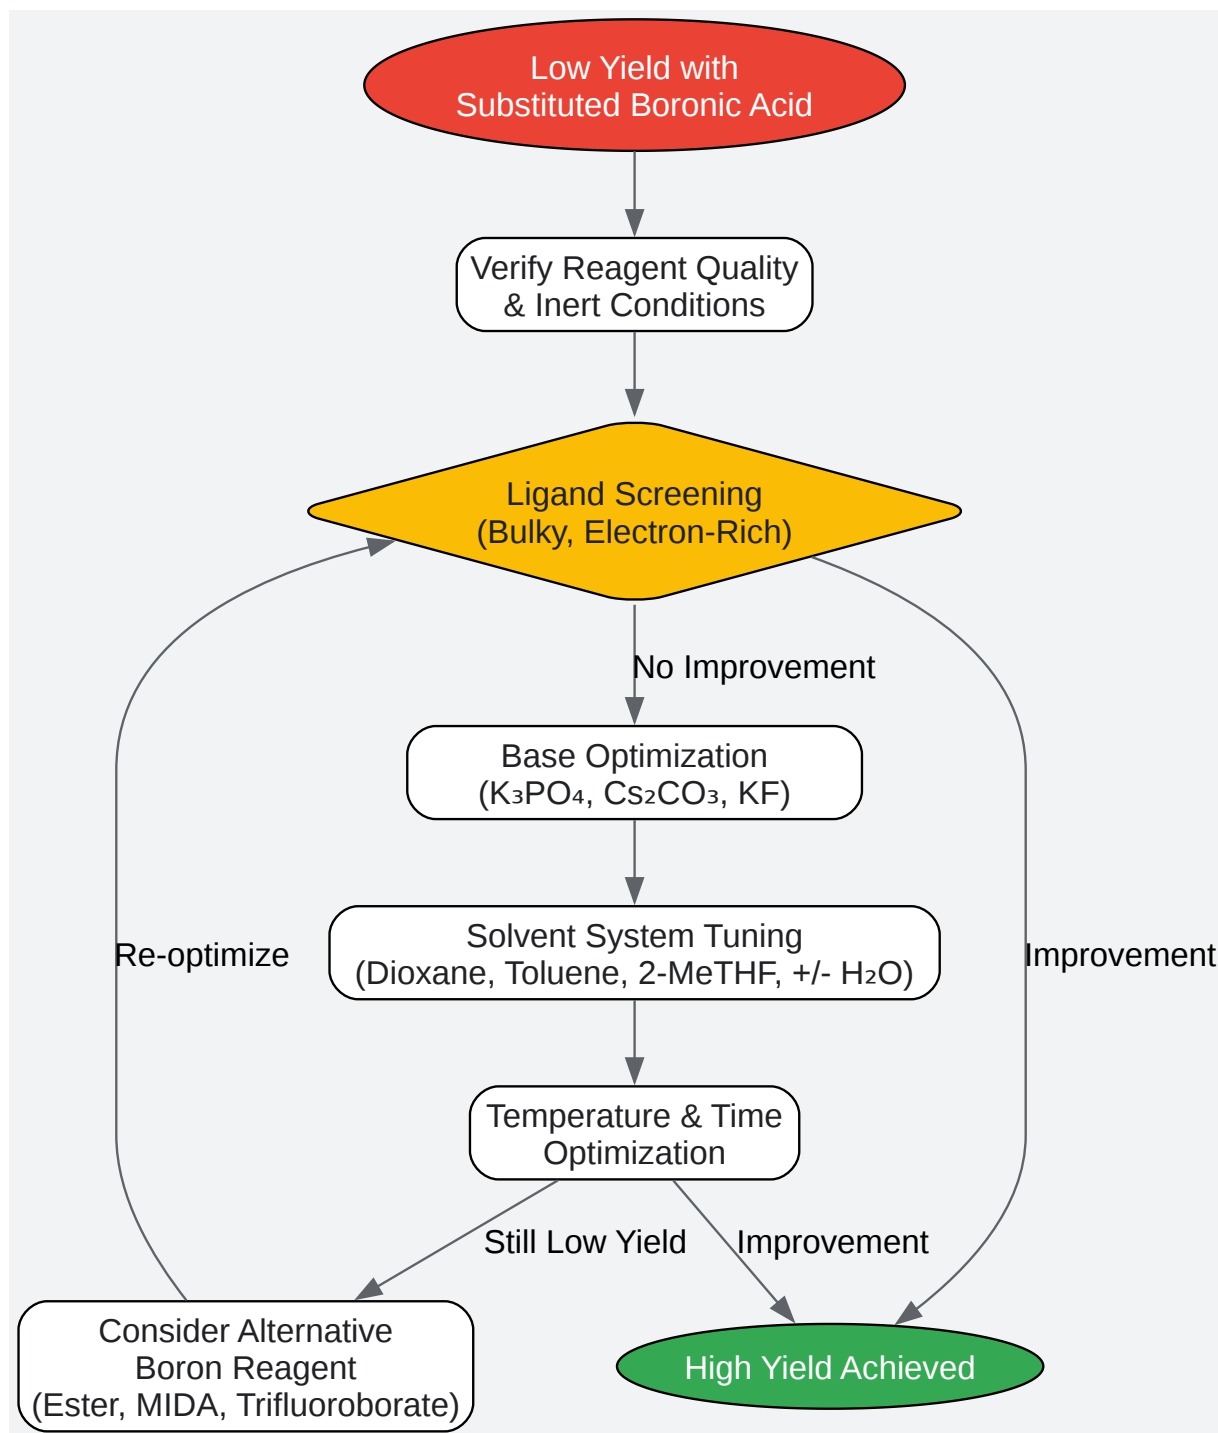 Low Yield with
Substituted Boronic Acid
Verify Reagent Quality
& Inert Conditions
Ligand Screening
(Bulky, Electron-Rich)
No Improvement
Base Optimization
(K₃PO₄, Cs₂CO₃, KF)
Solvent System Tuning
(Dioxane, Toluene, 2-MeTHF, +/- H₂O)
Re-optimize
Improvement
Temperature & Time
Optimization
Still Low Yield
Improvement
Consider Alternative
Boron Reagent
(Ester, MIDA, Trifluoroborate)
High Yield Achieved